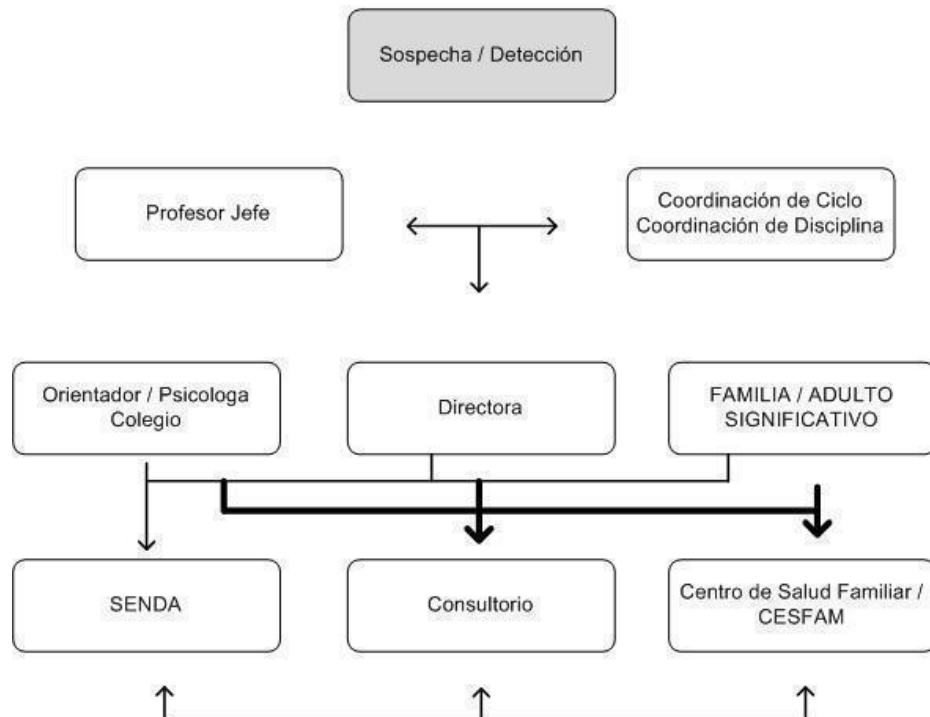 Sospecha / Detección
Profesor Jefe
Coordinación de Ciclo
Coordinación de Disciplina
Orientador / Psicologa
Colegio
Directora
FAMILIA / ADULTO
SIGNIFICATIVO
SENDA
Consultorio
Centro de Salud Familiar /
CESFAM